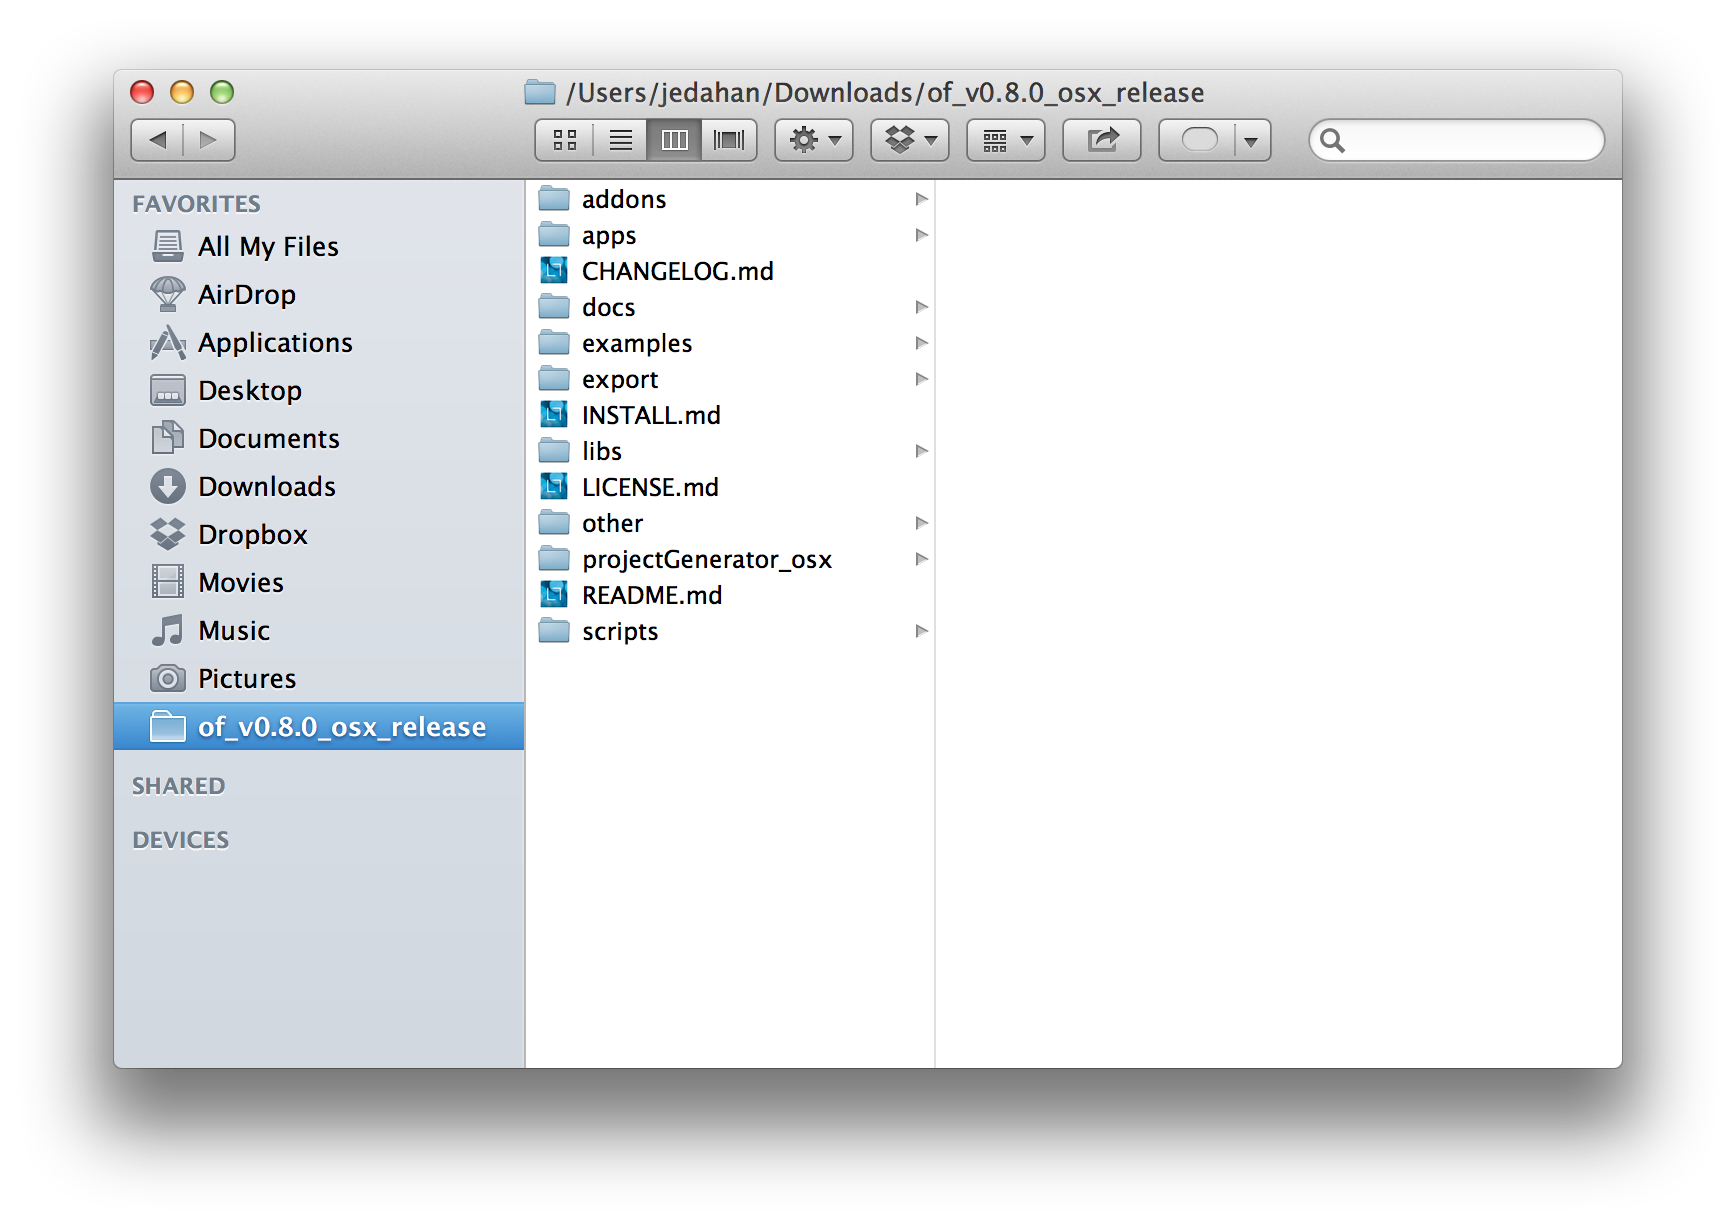 /Users/jedahan/Downloads/of_v0.8.0_osx_release
FAVORITES
All My Files
AirDrop
Applications
Desktop
Documents
Downloads
Dropbox
Movies
Music
Pictures
of_v0.8.0_osx_release
SHARED
DEVICES
addons
apps
CHANGELOG.md
docs
examples
export
INSTALL.md
libs
LICENSE.md
other
projectGenerator_osx
README.md
scripts